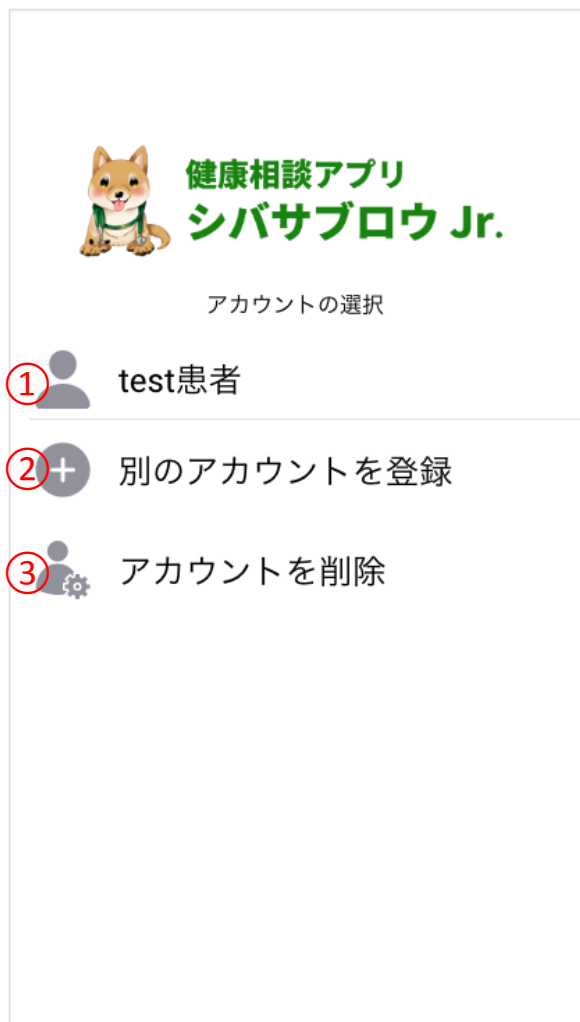 健康相談アプリ
シバサブロウ Jr.
アカウントの選択
① test患者
② 別のアカウントを登録
③ アカウントを削除